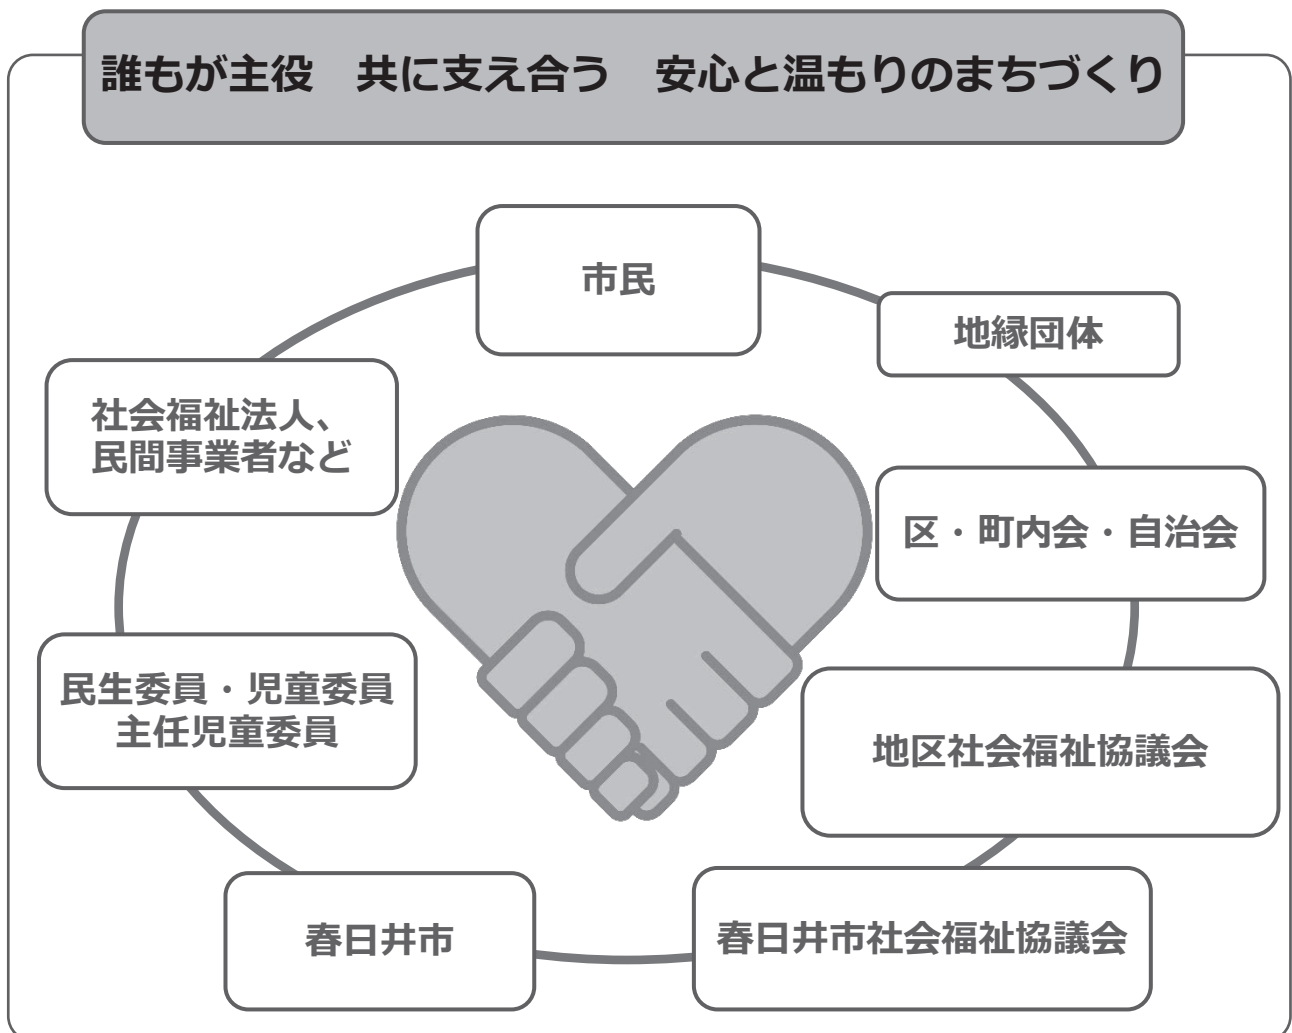 誰もが主役　共に支え合う　安心と温もりのまちづくり
市民
地縁団体
社会福祉法人、
民間事業者など
区・町内会・自治会
民生委員・児童委員
主任児童委員
地区社会福祉協議会
春日井市
春日井市社会福祉協議会